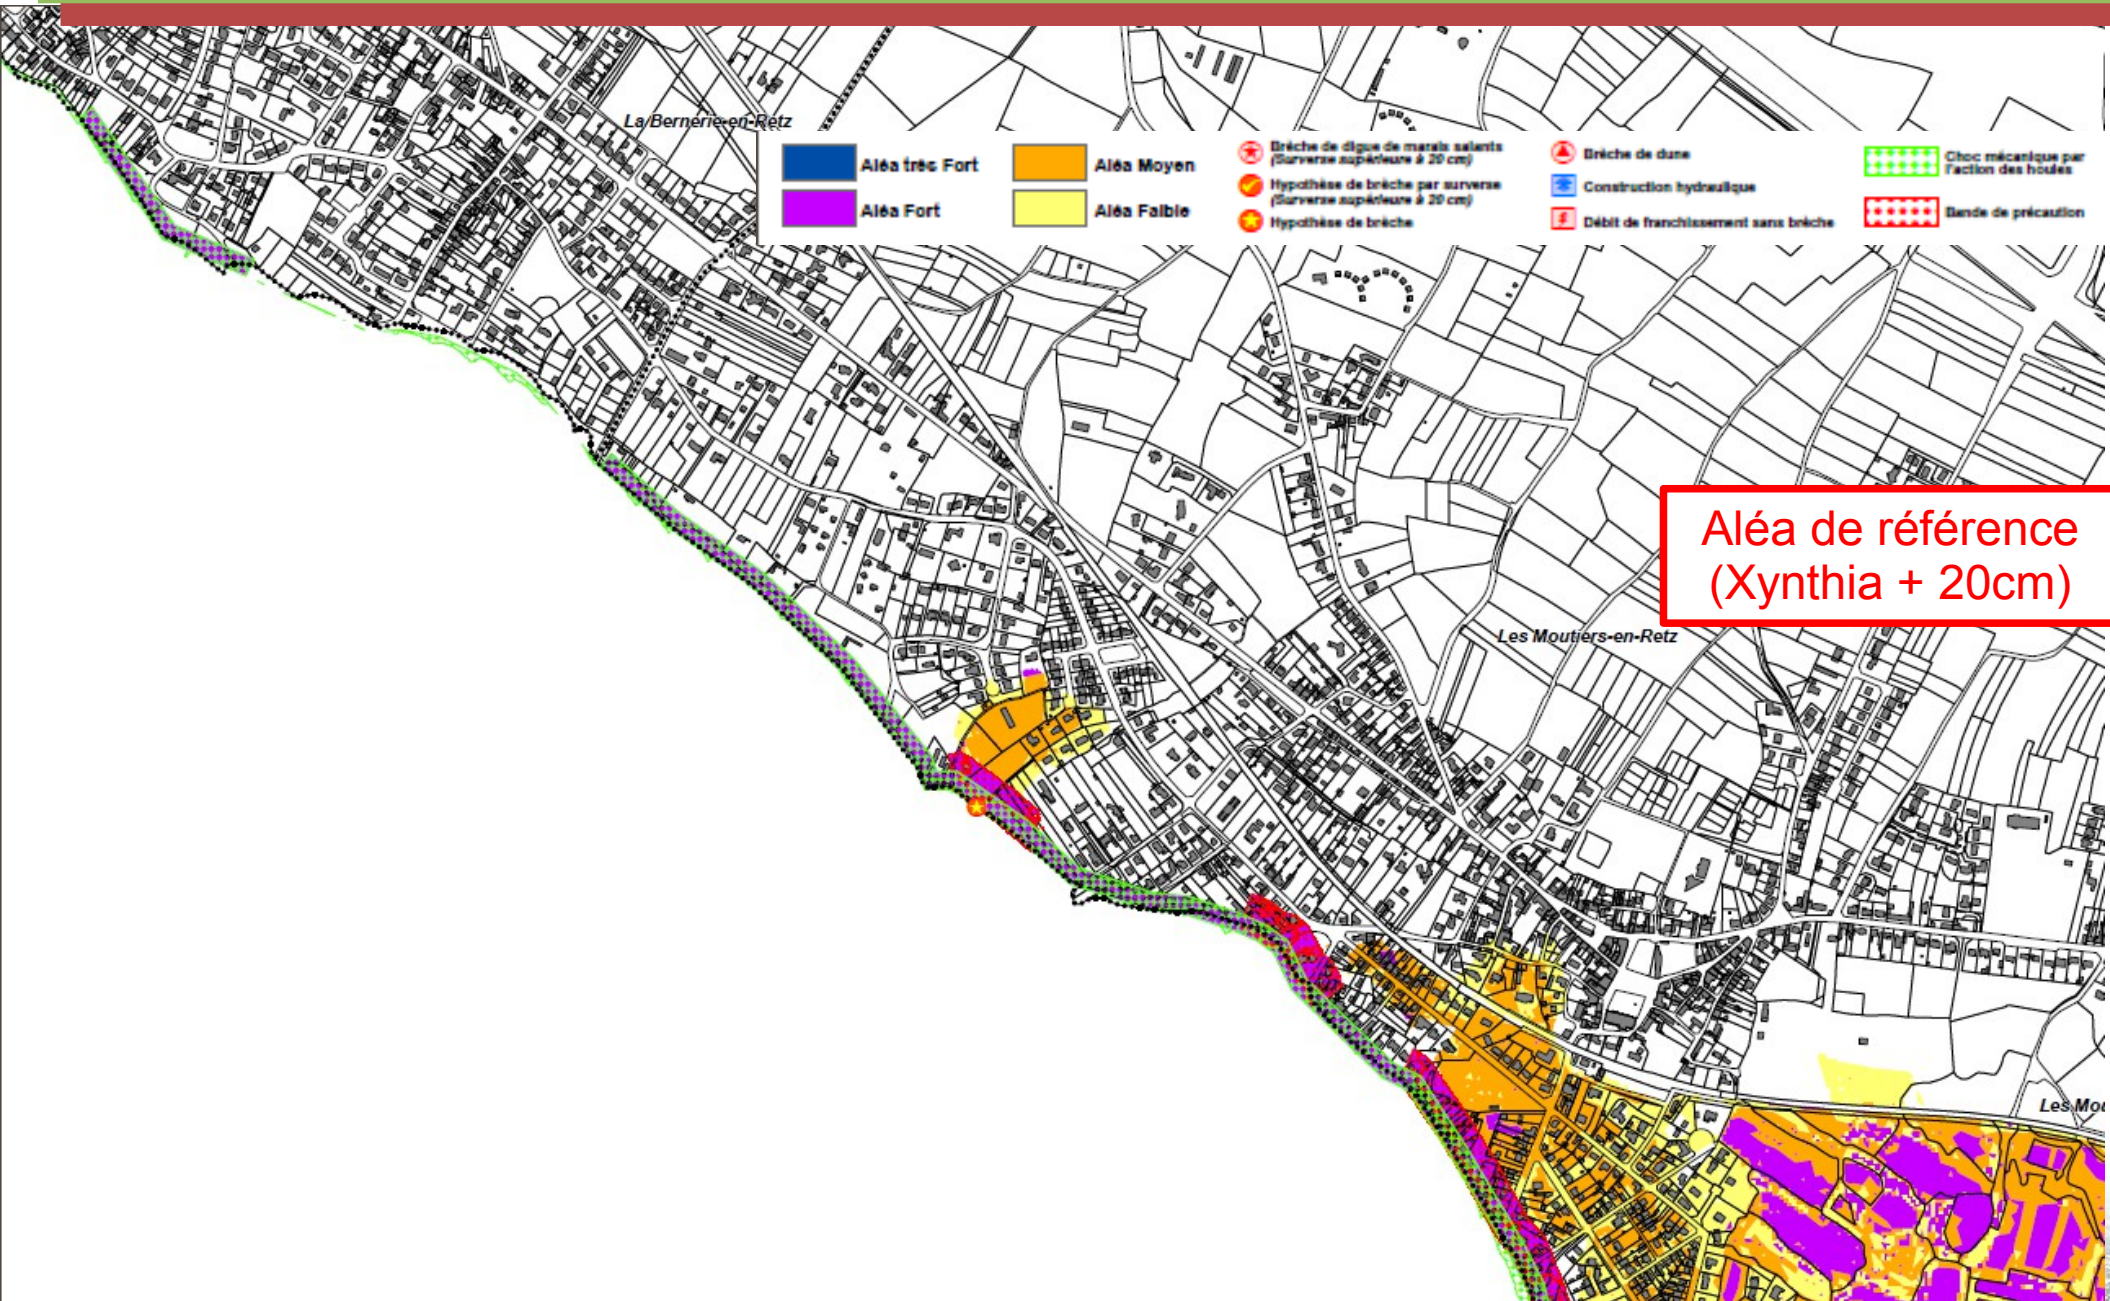 La Bernerie-en-Retz
Aléa très Fort
Aléa Fort
Aléa Moyen
Aléa Faible
Brèche de digue de marais salants
(Surverse supérieure à 20 cm)
Hypothèse de brèche par surverse
(Surverse supérieure à 20 cm)
Hypothèse de brèche
Brèche de dune
Construction hydraulique
Débit de franchissement sans brèche
Choc mécanique par
l'action des houles
Bande de précaution
Aléa de référence
(Xynthia + 20cm)
Les Moutiers-en-Retz
Les Mou